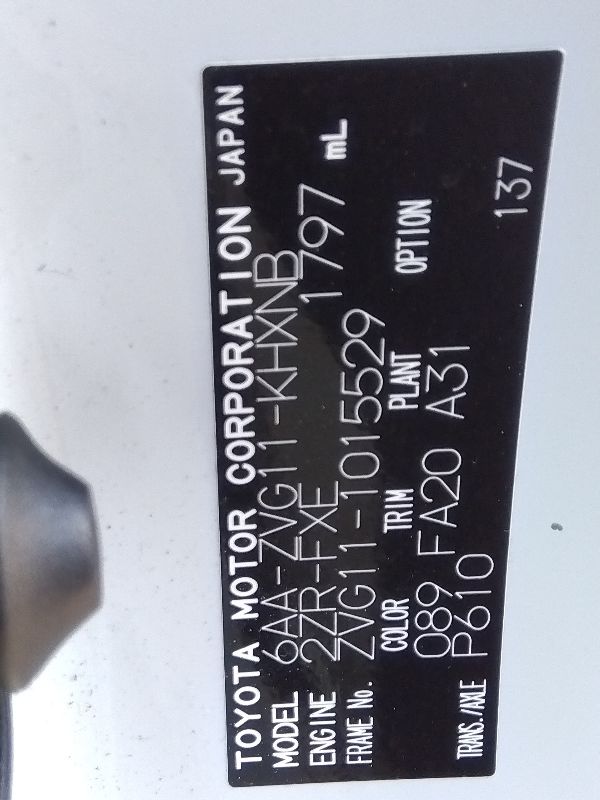 TOYOTA MOTOR CORPORATION JAPAN
MODEL 6AA-ZVG11-KHXNB
ENGINE 2ZR-FXE 1797 mL
FRAME No. ZVG11-1015529
COLOR TRIM PLANT OPTION
089 FA20 A31
TRANS./AXLE P610
137